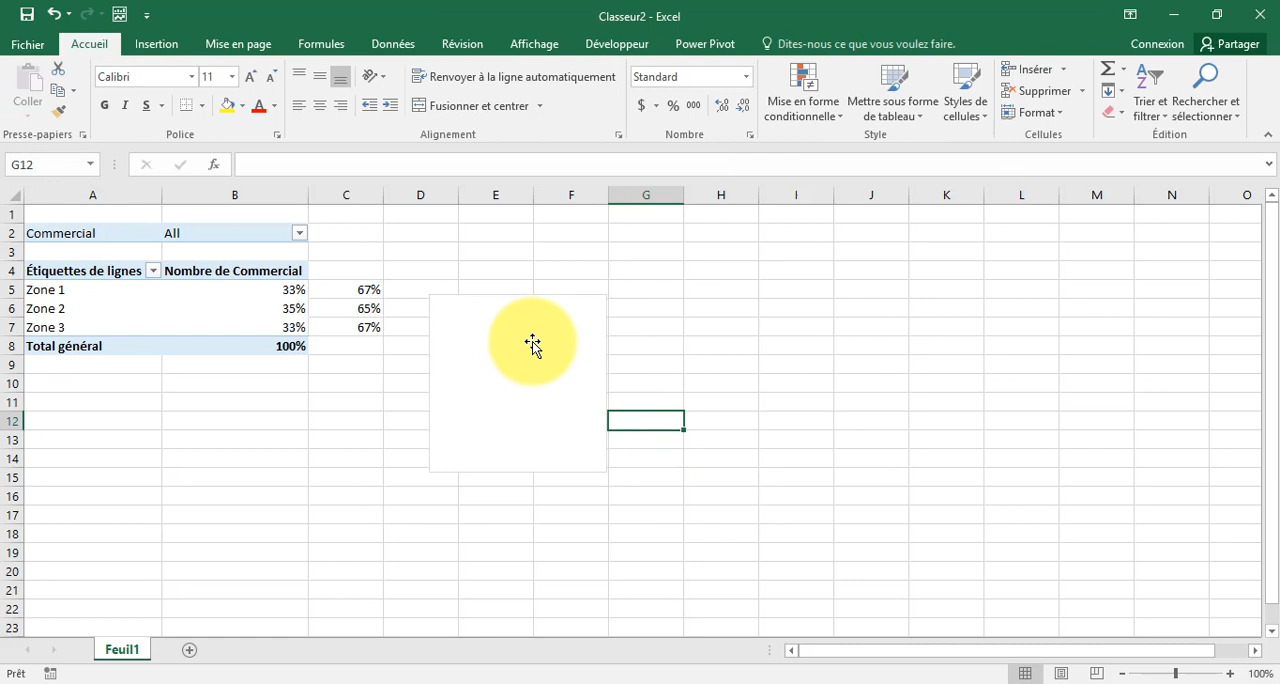 Classeur2 - Excel
Fichier Accueil Insertion Mise en page Formules Données Révision Affichage Développeur Power Pivot Dites-nous ce que vous voulez faire. Connexion Partager
Coller
Presse-papiers
Calibri 11
G I S A
Police
Renvoyer à la ligne automatiquement
Fusionner et centrer
Alignement
Standard
$ % 000
Nombre
Mise en forme conditionnelle
Mettre sous forme de tableau
Styles de cellules
Style
Insérer
Supprimer
Format
Cellules
Trier et filtrer
Rechercher et sélectionner
Édition
G12 fx
A B C D E F G H I J K L M N O
1
2 Commercial All
3
4 Étiquettes de lignes Nombre de Commercial
5 Zone 1 33% 67%
6 Zone 2 35% 65%
7 Zone 3 33% 67%
8 Total général 100%
9
10
11
12
13
14
15
16
17
18
19
20
21
22
23
Feuil1
Prêt 100%